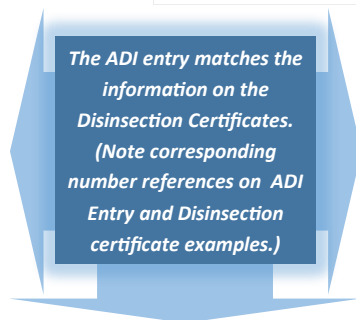 The ADI entry matches the
information on the
Disinsection Certificates.
(Note corresponding
number references on  ADI
Entry and Disinsection
certificate examples.)